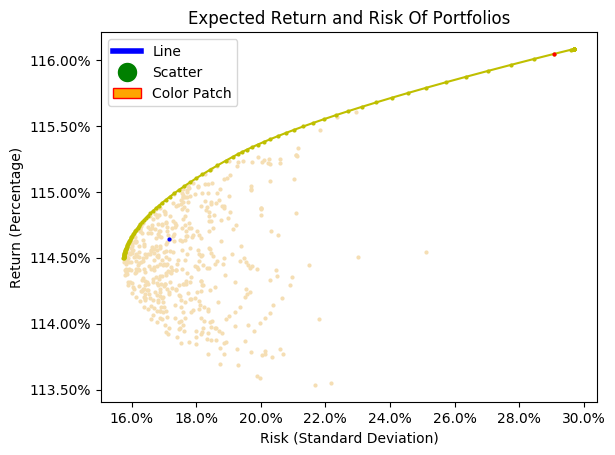 Expected Return and Risk Of Portfolios
Line
Scatter
Color Patch
Return (Percentage)
116.00%
115.50%
115.00%
114.50%
114.00%
113.50%
16.0% 18.0% 20.0% 22.0% 24.0% 26.0% 28.0% 30.0%
Risk (Standard Deviation)